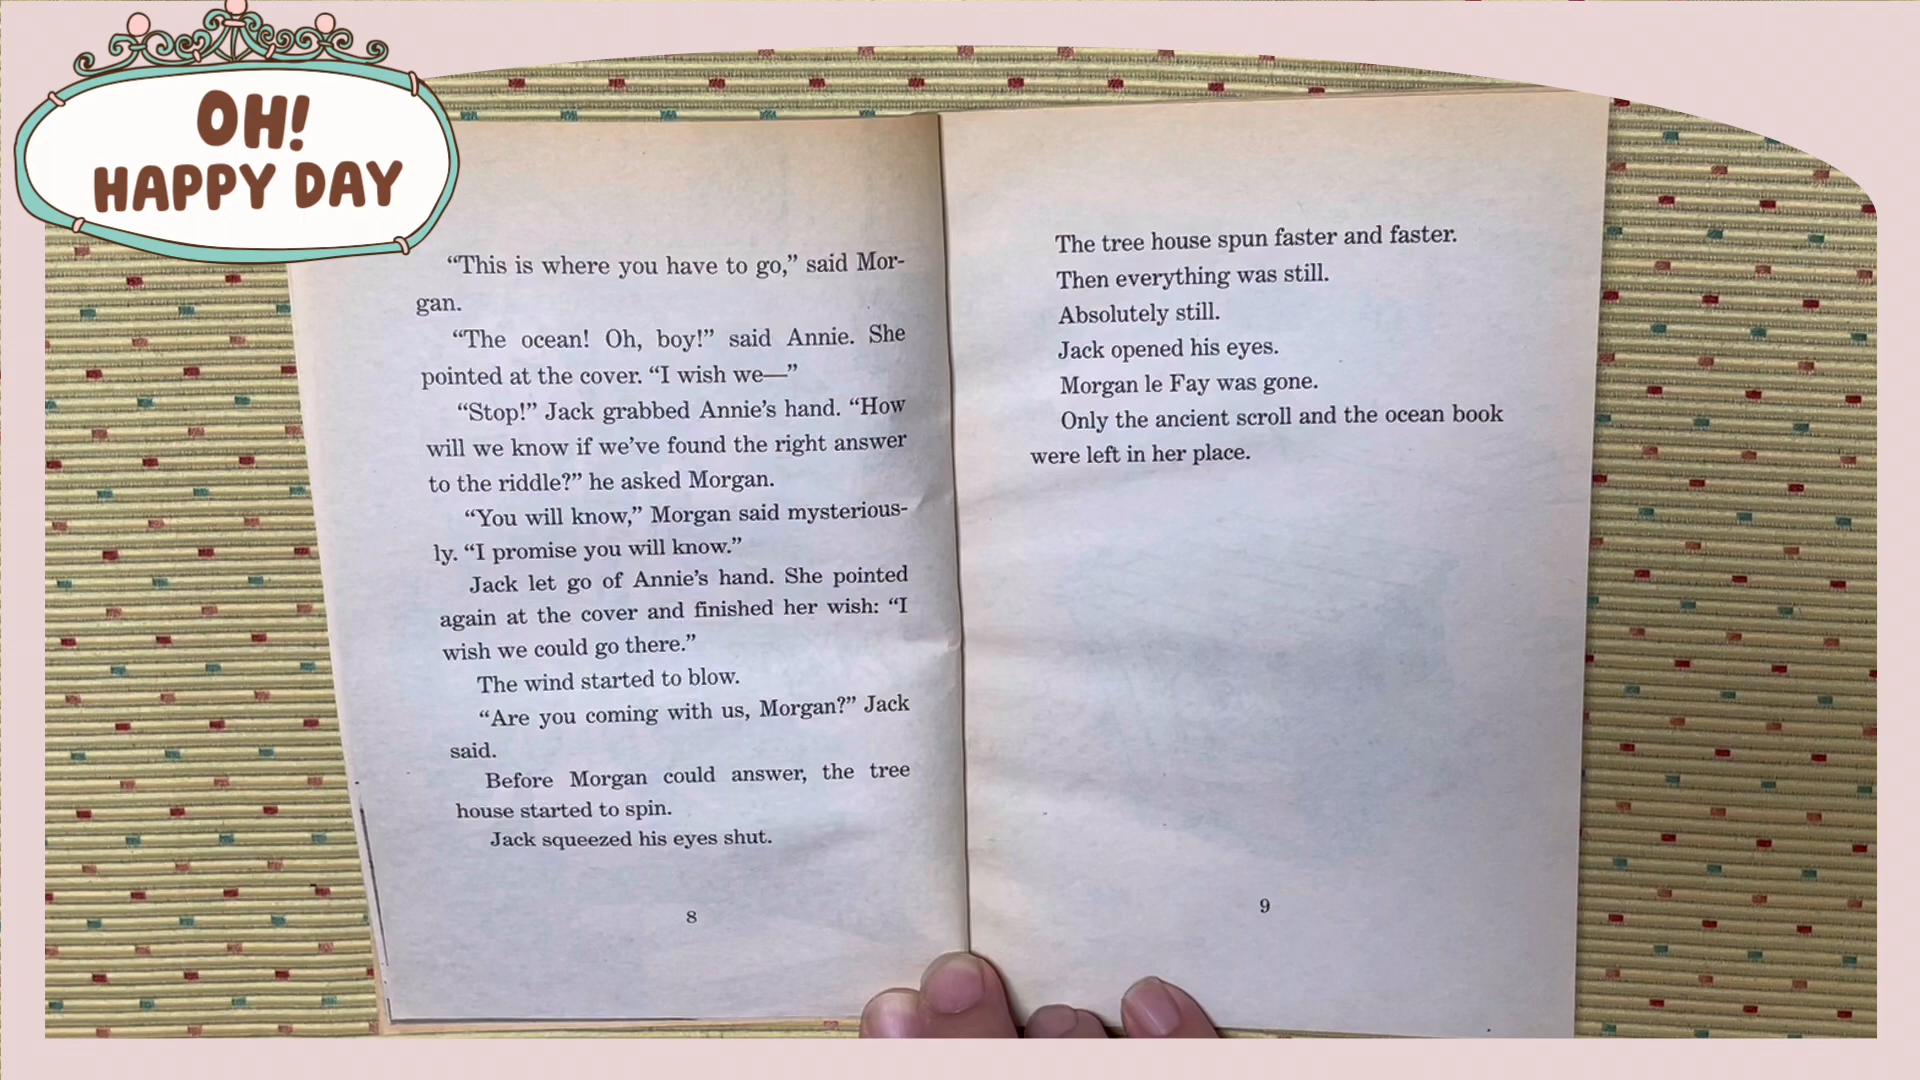 OH!
HAPPY DAY
“This is where you have to go,” said Mor-
gan.
“The ocean! Oh, boy!” said Annie. She
pointed at the cover. “I wish we—”
“Stop!” Jack grabbed Annie’s hand. “How
will we know if we’ve found the right answer
to the riddle?” he asked Morgan.
“You will know,” Morgan said mysterious-
ly. “I promise you will know.”
Jack let go of Annie’s hand. She pointed
again at the cover and finished her wish: “I
wish we could go there.”
The wind started to blow.
“Are you coming with us, Morgan?” Jack
said.
Before Morgan could answer, the tree
house started to spin.
Jack squeezed his eyes shut.
8
The tree house spun faster and faster.
Then everything was still.
Absolutely still.
Jack opened his eyes.
Morgan le Fay was gone.
Only the ancient scroll and the ocean book
were left in her place.
9